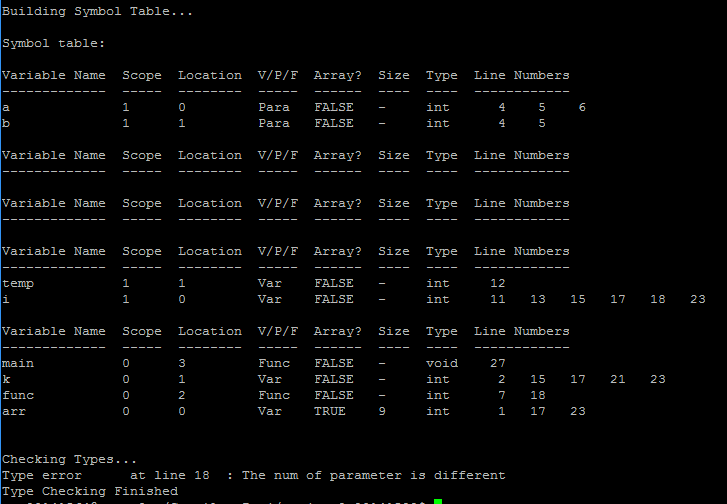 Building Symbol Table...
Symbol table:
Variable Name  Scope  Location  V/P/F  Array?  Size  Type  Line Numbers
-------------  -----  --------  -----  ------  ----  ----  ------------
a              1      0         Para   FALSE   -     int      4    5    6
b              1      1         Para   FALSE   -     int      4    5
Variable Name  Scope  Location  V/P/F  Array?  Size  Type  Line Numbers
-------------  -----  --------  -----  ------  ----  ----  ------------
Variable Name  Scope  Location  V/P/F  Array?  Size  Type  Line Numbers
-------------  -----  --------  -----  ------  ----  ----  ------------
Variable Name  Scope  Location  V/P/F  Array?  Size  Type  Line Numbers
-------------  -----  --------  -----  ------  ----  ----  ------------
temp           1      1         Var    FALSE   -     int     12
i              1      0         Var    FALSE   -     int     11   13   15   17   18   23
Variable Name  Scope  Location  V/P/F  Array?  Size  Type  Line Numbers
-------------  -----  --------  -----  ------  ----  ----  ------------
main           0      3         Func   FALSE   -     void    27
k              0      1         Var    FALSE   -     int      2   15   17   21   23
func           0      2         Func   FALSE   -     int      7   18
arr            0      0         Var    TRUE    9     int      1   17   23
Checking Types...
Type error      at line 18  : The num of parameter is different
Type Checking Finished